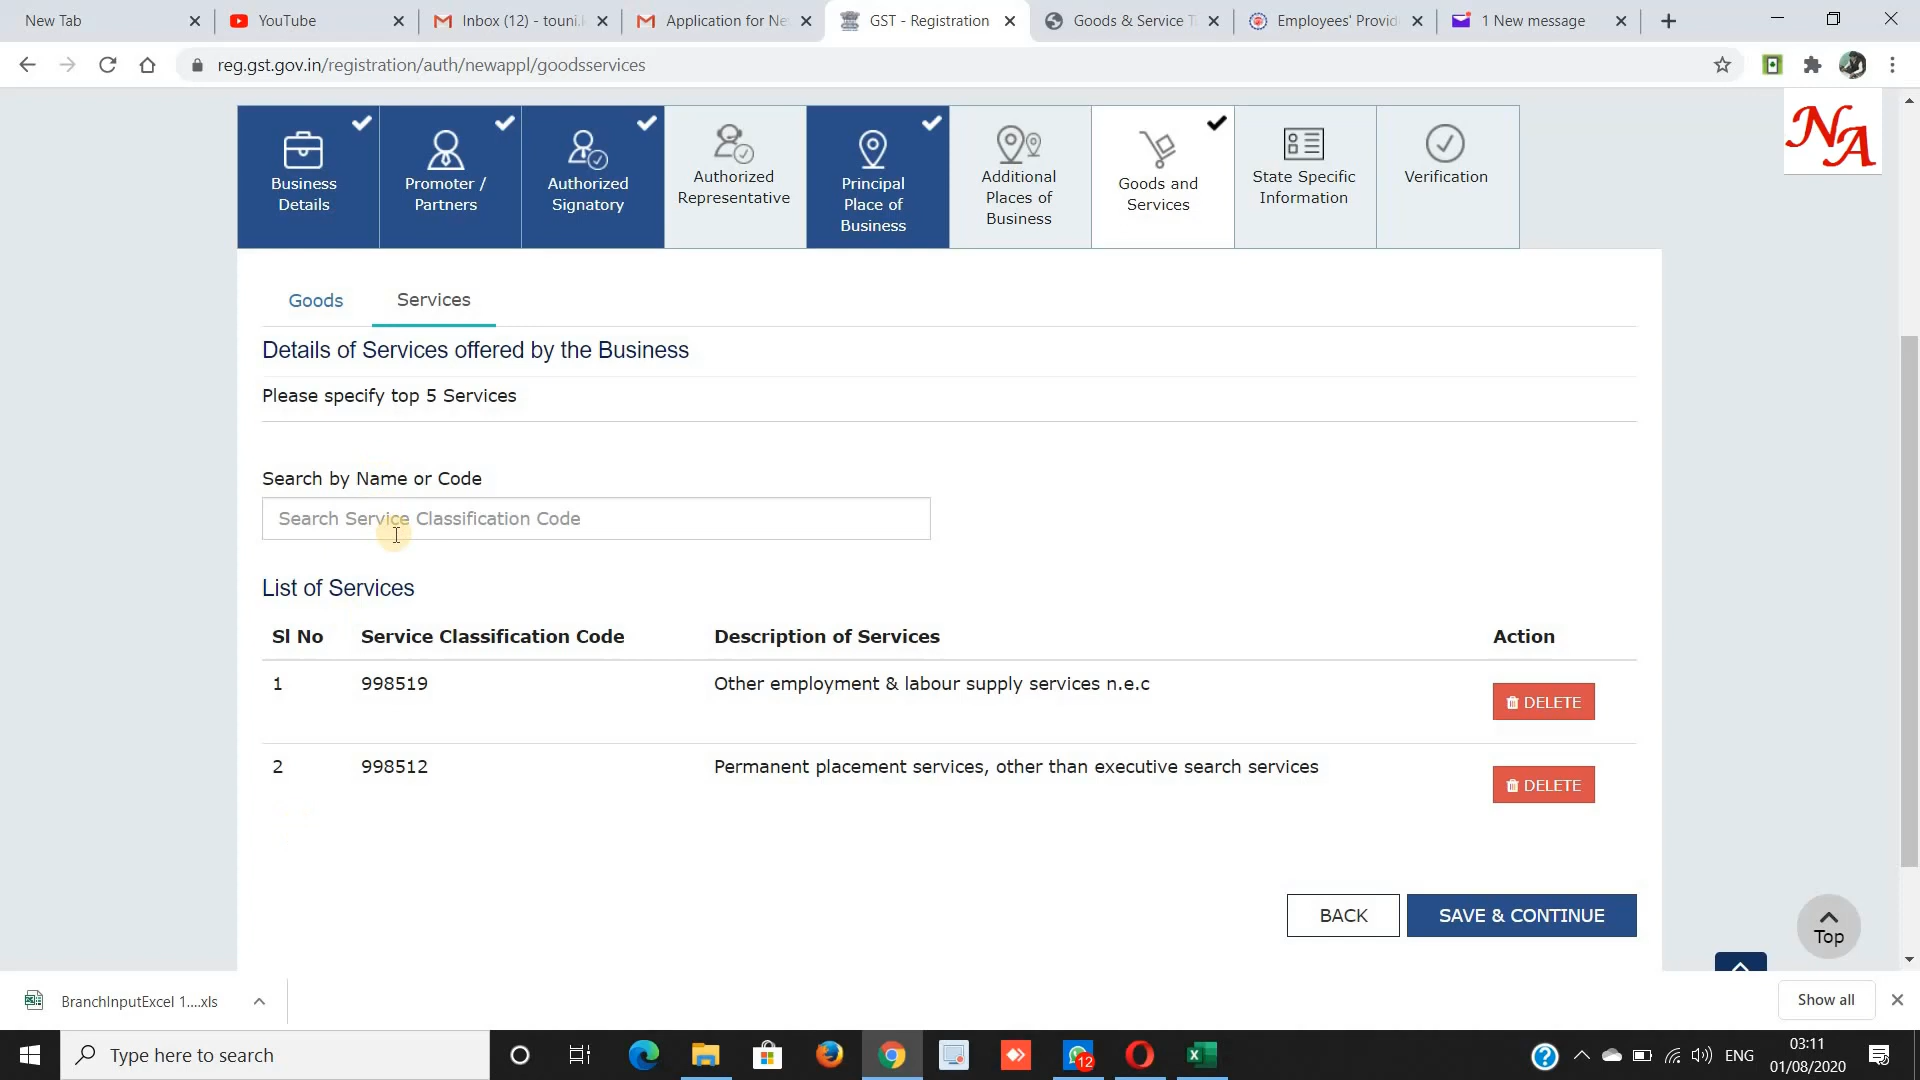 New Tab
YouTube
Inbox (12) - touni.k
Application for Ne
GST - Registration
Goods & Service T
Employees' Provid
1 New message
reg.gst.gov.in/registration/auth/newappl/goodsservices
Business Details
Promoter / Partners
Authorized Signatory
Authorized Representative
Principal Place of Business
Additional Places of Business
Goods and Services
State Specific Information
Verification
NA
Goods
Services
Details of Services offered by the Business
Please specify top 5 Services
Search by Name or Code
Search Service Classification Code
List of Services
Sl No Service Classification Code Description of Services Action
1 998519 Other employment & labour supply services n.e.c DELETE
2 998512 Permanent placement services, other than executive search services DELETE
BACK
SAVE & CONTINUE
Top
BranchInputExcel 1....xls
Show all
Type here to search
12
ENG
03:11
01/08/2020